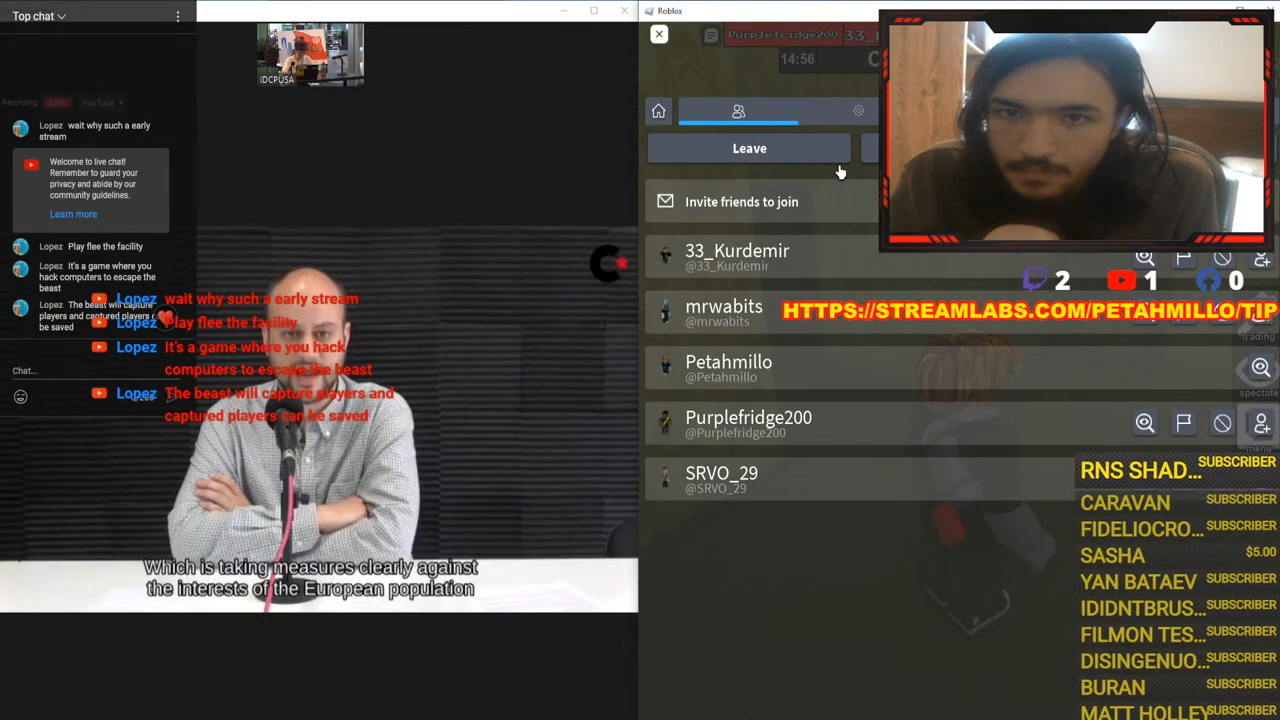 Top chat
Recording LIVE YouTube
Lopez wait why such a early
stream
Welcome to live chat!
Remember to guard your
privacy and abide by our
community guidelines.
Learn more
Lopez Play flee the facility
Lopez It's a game where you
hack computers to escape the
beast
Lopez The beast will capture
players and captured players
be saved
Chat...
IDCPUSA
Lopez wait why such a early stream
Lopez Play flee the facility
Lopez It's a game where you hack
computers to escape the beast
Lopez The beast will capture players and
captured players can be saved
Which is taking measures clearly against
the interests of the European population
Roblox
Purplefridge200
14:56
Leave
Invite friends to join
33_Kurdemir
@33_Kurdemir
mrwabits
@mrwabits
Petahmillo
@Petahmillo
Purplefridge200
@Purplefridge200
SRVO_29
@SRVO_29
2 1 0
HTTPS://STREAMLABS.COM/PETAHMILLO/TIP
trading
spectate
menu
RNS SHAD... SUBSCRIBER
CARAVAN SUBSCRIBER
FIDELIOCRO... SUBSCRIBER
SASHA $5.00
YAN BATAEV SUBSCRIBER
IDIDNTBRUS... SUBSCRIBER
FILMON TES... SUBSCRIBER
DISINGENUO... SUBSCRIBER
BURAN SUBSCRIBER
MATT HOLLEY SUBSCRIBER